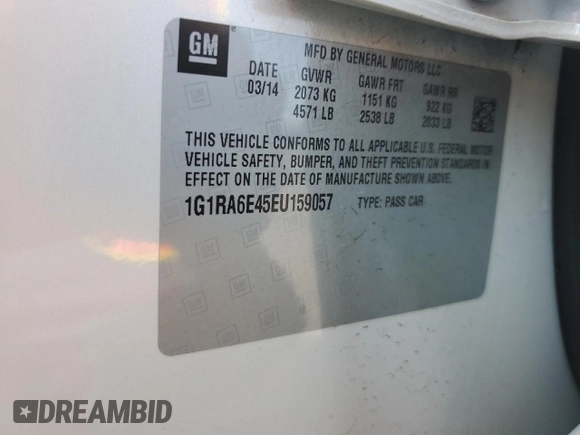 GM
MFD BY GENERAL MOTORS LLC
DATE GVWR GAWR FRT GAWR RR
03/14 2073 KG 1151 KG 922 KG
4571 LB 2538 LB 2033 LB
THIS VEHICLE CONFORMS TO ALL APPLICABLE U.S. FEDERAL MOTOR
VEHICLE SAFETY, BUMPER, AND THEFT PREVENTION STANDARDS IN
EFFECT ON THE DATE OF MANUFACTURE SHOWN ABOVE.
1G1RA6E45EU159057 TYPE: PASS CAR
DREAMBID